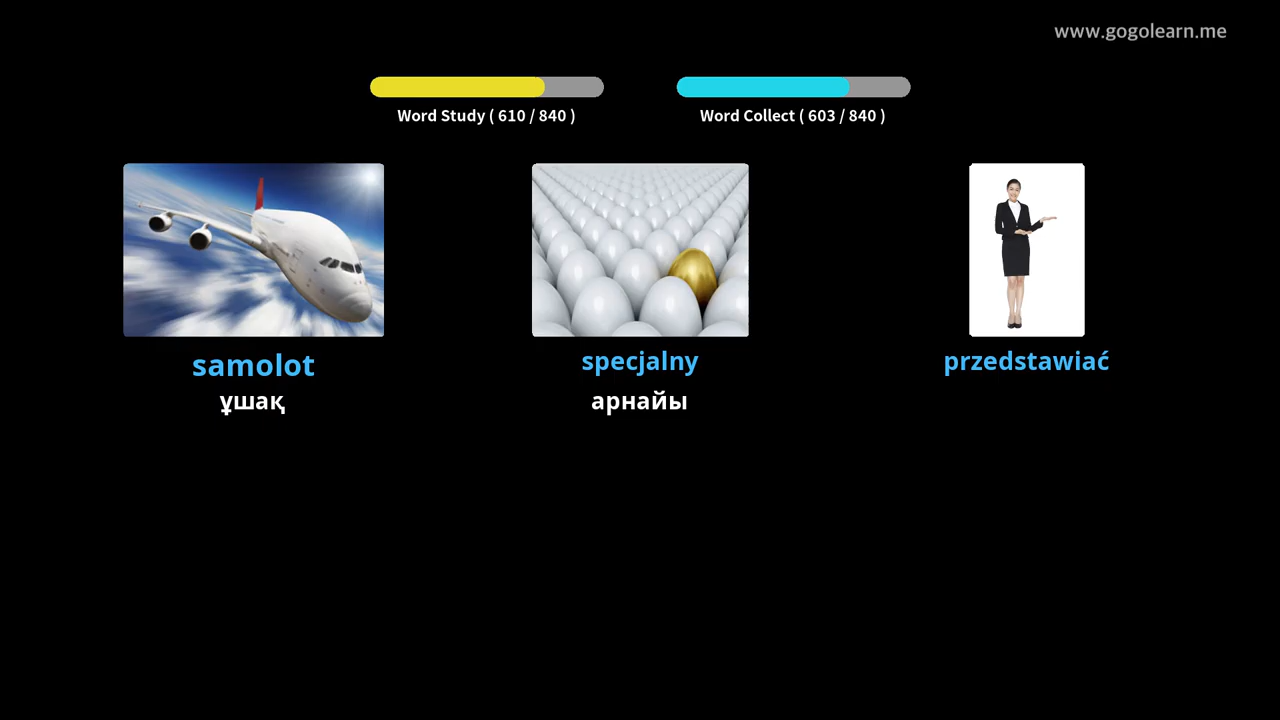 www.gogolearn.me
Word Study ( 610 / 840 )
Word Collect ( 603 / 840 )
samolot
ұшақ
specjalny
арнайы
przedstawiać